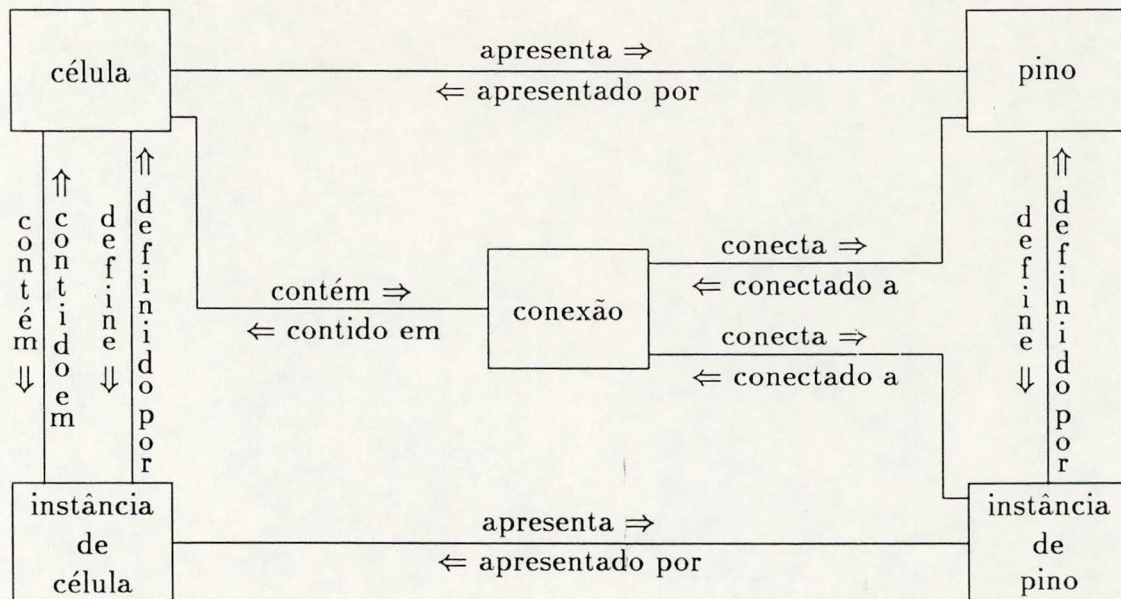 célula
apresenta ⇒
⇐ apresentado por
pino
contém ⇓
⇑ contido em
define ⇓
⇑ definido por
contém ⇒
⇐ contido em
conexão
conecta ⇒
⇐ conectado a
conecta ⇒
⇐ conectado a
define ⇓
⇑ definido por
instância
de
célula
apresenta ⇒
⇐ apresentado por
instância
de
pino